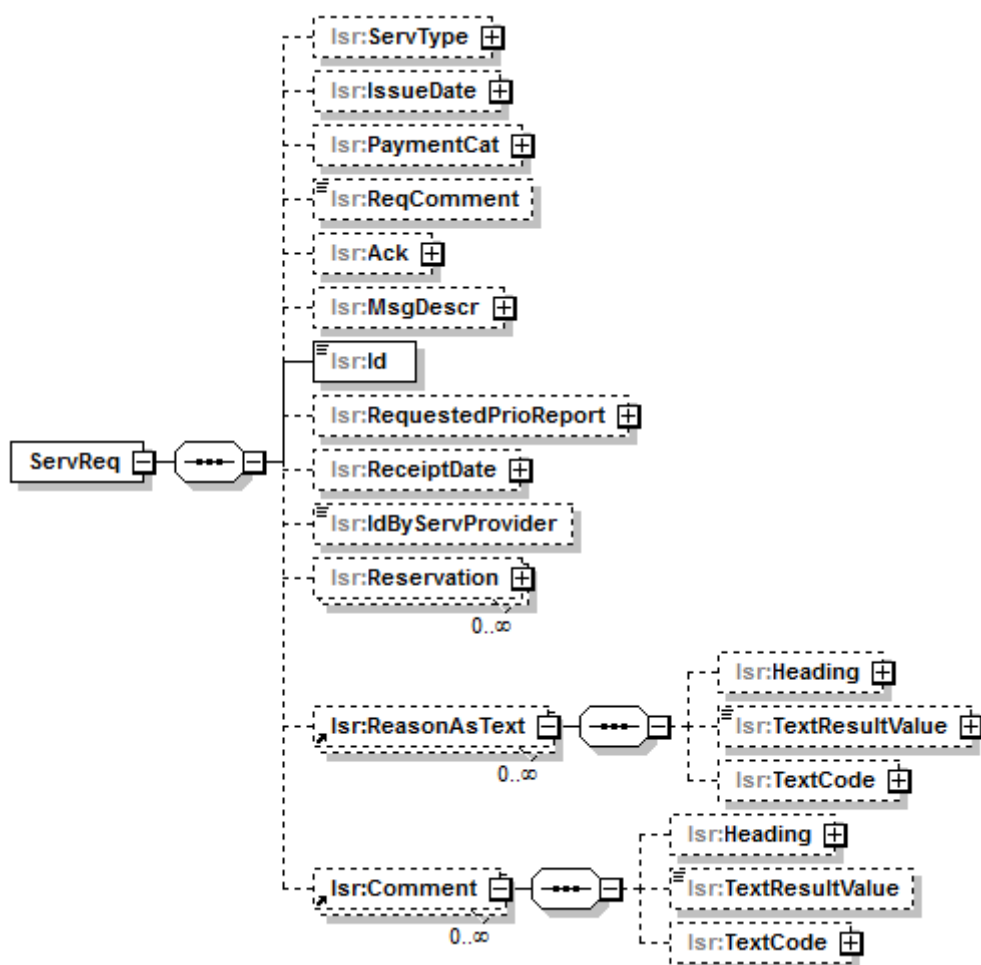 lsr:ServType
lsr:IssueDate
lsr:PaymentCat
lsr:ReqComment
lsr:Ack
lsr:MsgDescr
lsr:Id
lsr:RequestedPrioReport
ServReq
lsr:ReceiptDate
lsr:IdByServProvider
lsr:Reservation
0..∞
lsr:Heading
lsr:ReasonAsText
lsr:TextResultValue
0..∞
lsr:TextCode
lsr:Heading
lsr:Comment
lsr:TextResultValue
0..∞
lsr:TextCode